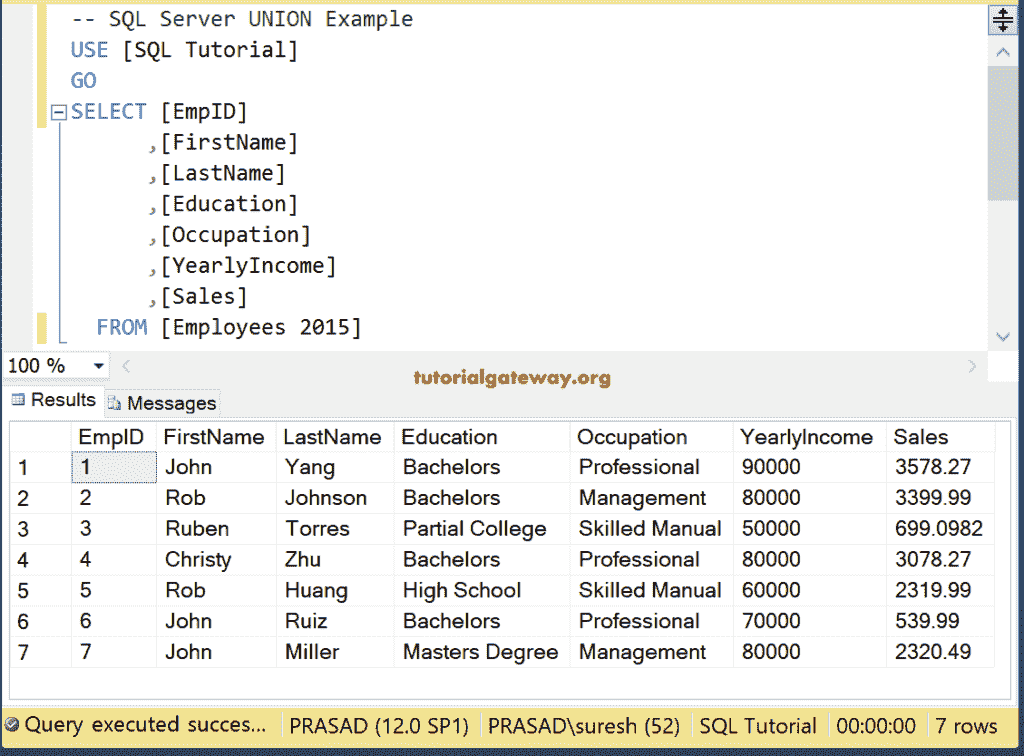 -- SQL Server UNION Example
USE [SQL Tutorial]
GO
SELECT [EmpID]
,[FirstName]
,[LastName]
,[Education]
,[Occupation]
,[YearlyIncome]
,[Sales]
FROM [Employees 2015]
100 %
tutorialgateway.org
Results Messages
EmpID FirstName LastName Education Occupation YearlyIncome Sales
1 1 John Yang Bachelors Professional 90000 3578.27
2 2 Rob Johnson Bachelors Management 80000 3399.99
3 3 Ruben Torres Partial College Skilled Manual 50000 699.0982
4 4 Christy Zhu Bachelors Professional 80000 3078.27
5 5 Rob Huang High School Skilled Manual 60000 2319.99
6 6 John Ruiz Bachelors Professional 70000 539.99
7 7 John Miller Masters Degree Management 80000 2320.49
Query executed succes... PRASAD (12.0 SP1) PRASAD\suresh (52) SQL Tutorial 00:00:00 7 rows